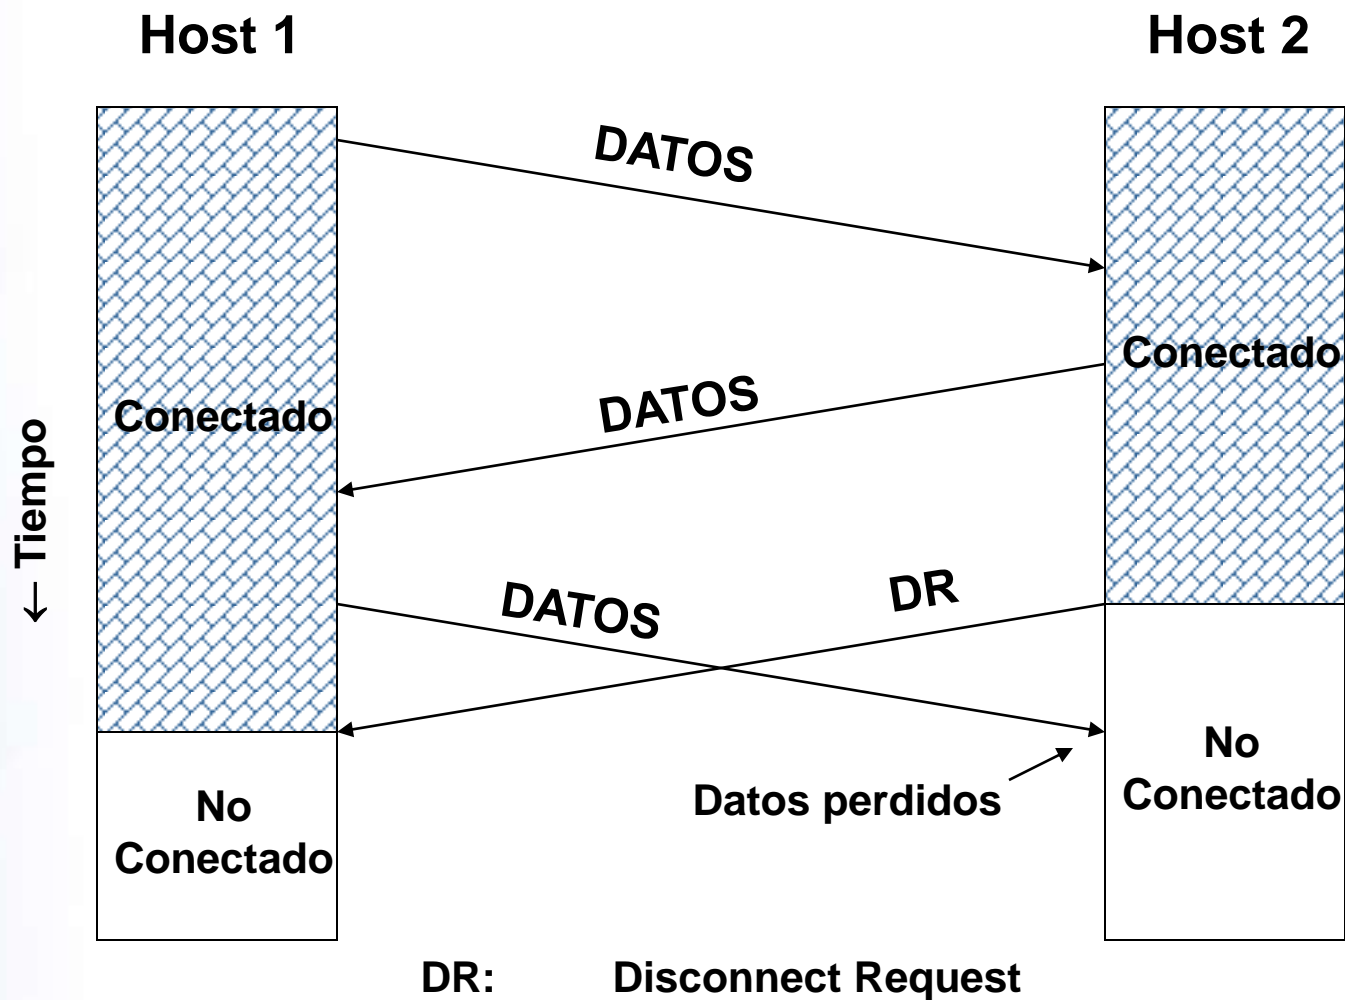 Host 1
Host 2
DATOS
Conectado
DATOS
Conectado
← Tiempo
DATOS
DR
No
Conectado
Datos perdidos
No
Conectado
DR: Disconnect Request